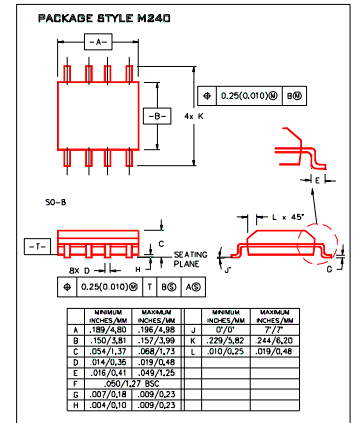 PACKAGE STYLE M240
-A-
-B-
4x K
⌖ 0.25(0.010)Ⓜ BⓂ
E
SO-8
C
L x 45°
-T-
SEATING PLANE
8X D
H
J°
G
⌖ 0.25(0.010)Ⓜ T BⓈ AⓈ
MINIMUM INCHES/MM MAXIMUM INCHES/MM MINIMUM INCHES/MM MAXIMUM INCHES/MM
A .189/4,80 .196/4,98 J 0°/0° 7°/7°
B .150/3,81 .157/3,99 K .229/5,82 .244/6,20
C .054/1,37 .068/1,73 L .010/0,25 .019/0,48
D .014/0,36 .019/0,48
E .016/0,41 .049/1,25
F .050/1,27 BSC
G .007/0,18 .009/0,23
H .004/0,10 .009/0,23